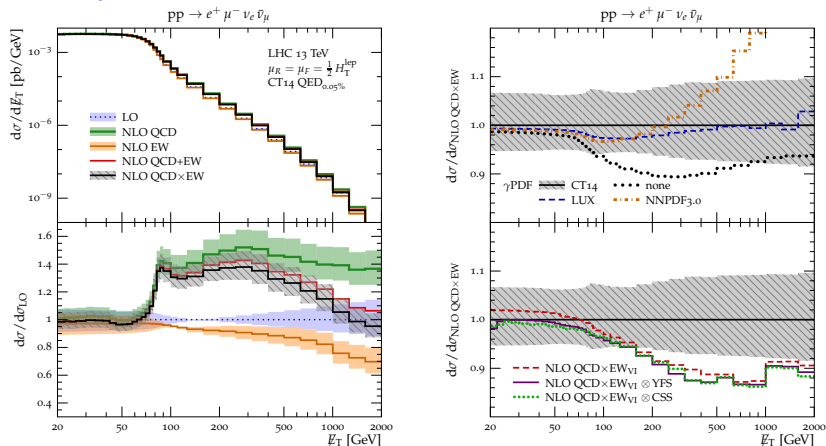 pp → e⁺ μ⁻ νₑ ν̄_μ
dσ/dE̸_T [pb/GeV]
10⁻³
10⁻⁶
10⁻⁹
LHC 13 TeV
μ_R = μ_F = ½ H_T^lep
CT14 QED₀.₀₅%
LO
NLO QCD
NLO EW
NLO QCD+EW
NLO QCD×EW
dσ/dσ_LO
1.6
1.4
1.2
1
0.8
0.6
0.4
20 50 100 200 500 1000 2000
E̸_T [GeV]
pp → e⁺ μ⁻ νₑ ν̄_μ
dσ/dσ_NLO QCD×EW
1.1
1.0
0.9
γPDF CT14 none
LUX NNPDF3.0
dσ/dσ_NLO QCD×EW
1.1
1.0
0.9
NLO QCD×EW_VI
NLO QCD×EW_VI ⊗ YFS
NLO QCD×EW_VI ⊗ CSS
20 50 100 200 500 1000 2000
E̸_T [GeV]